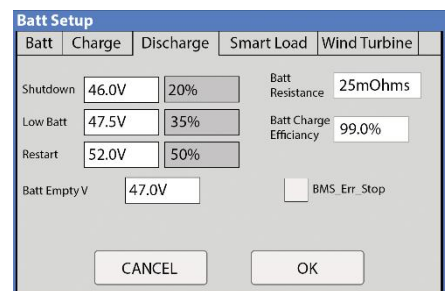 Batt Setup
Batt Charge Discharge Smart Load Wind Turbine
Shutdown 46.0V 20% Batt Resistance 25mOhms
Low Batt 47.5V 35% Batt Charge Efficiancy 99.0%
Restart 52.0V 50%
Batt Empty V 47.0V BMS_Err_Stop
CANCEL OK